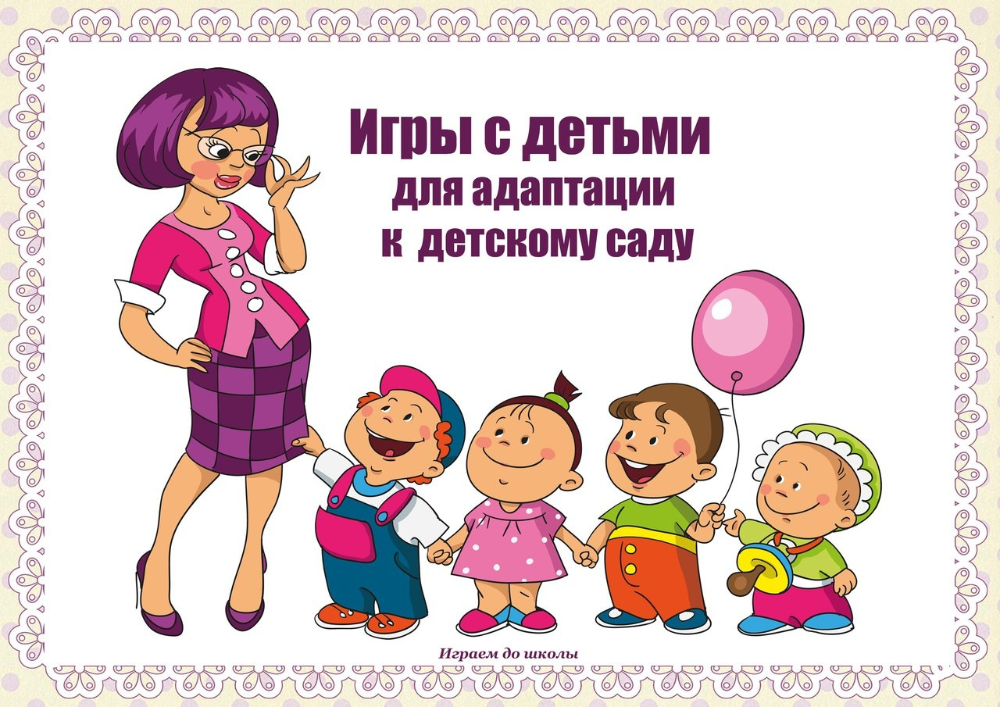 Игры с детьми
для адаптации
к детскому саду
Играем до школы